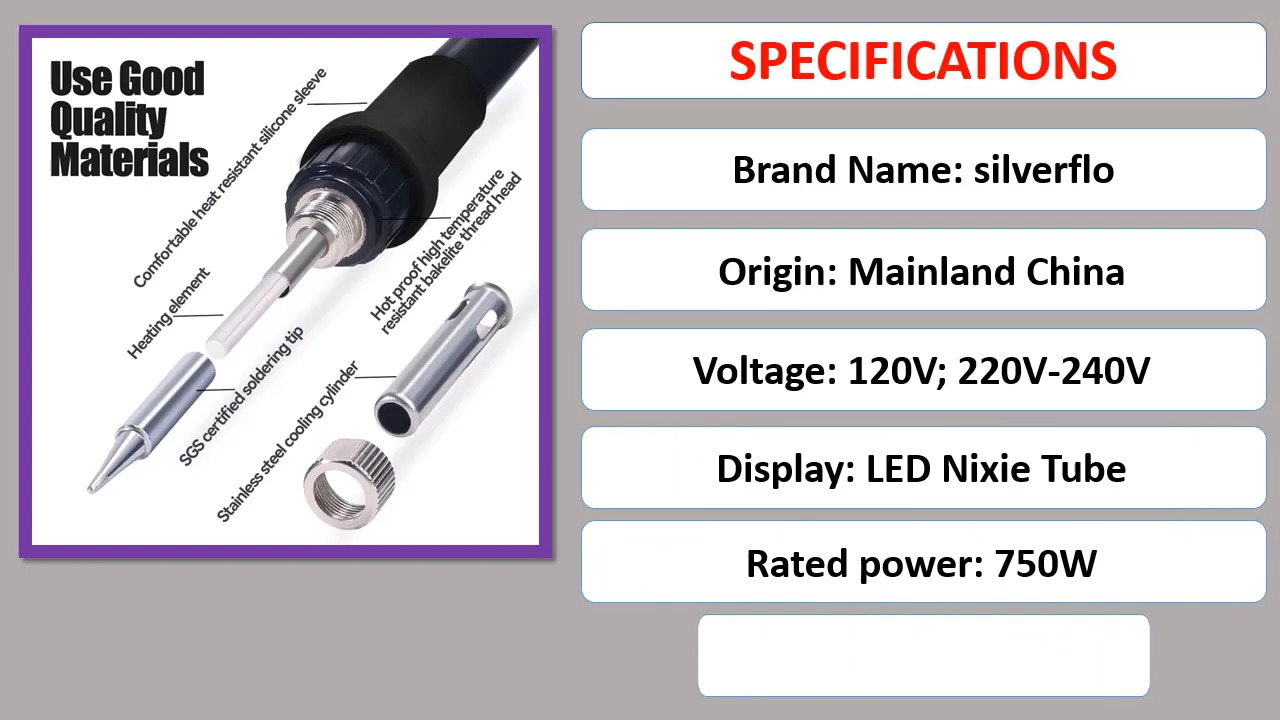 Use Good
Quality
Materials
Comfortable heat resistant silicone sleeve
Hot proof high temperature
resistant bakelite thread head
Heating element
SGS certified soldering tip
Stainless steel cooling cylinder
SPECIFICATIONS
Brand Name: silverflo
Origin: Mainland China
Voltage: 120V; 220V-240V
Display: LED Nixie Tube
Rated power: 750W